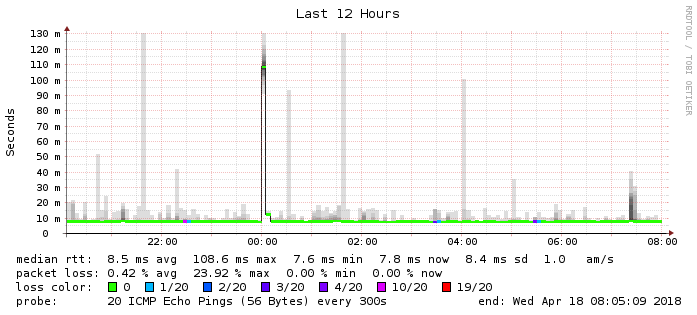 Last 12 Hours
RRDTOOL / TOBI OETIKER
Seconds
130 m
120 m
110 m
100 m
90 m
80 m
70 m
60 m
50 m
40 m
30 m
20 m
10 m
0
22:00 00:00 02:00 04:00 06:00 08:00
median rtt: 8.5 ms avg 108.6 ms max 7.6 ms min 7.8 ms now 8.4 ms sd 1.0 am/s
packet loss: 0.42 % avg 23.92 % max 0.00 % min 0.00 % now
loss color: 0 1/20 2/20 3/20 4/20 10/20 19/20
probe: 20 ICMP Echo Pings (56 Bytes) every 300s end: Wed Apr 18 08:05:09 2018